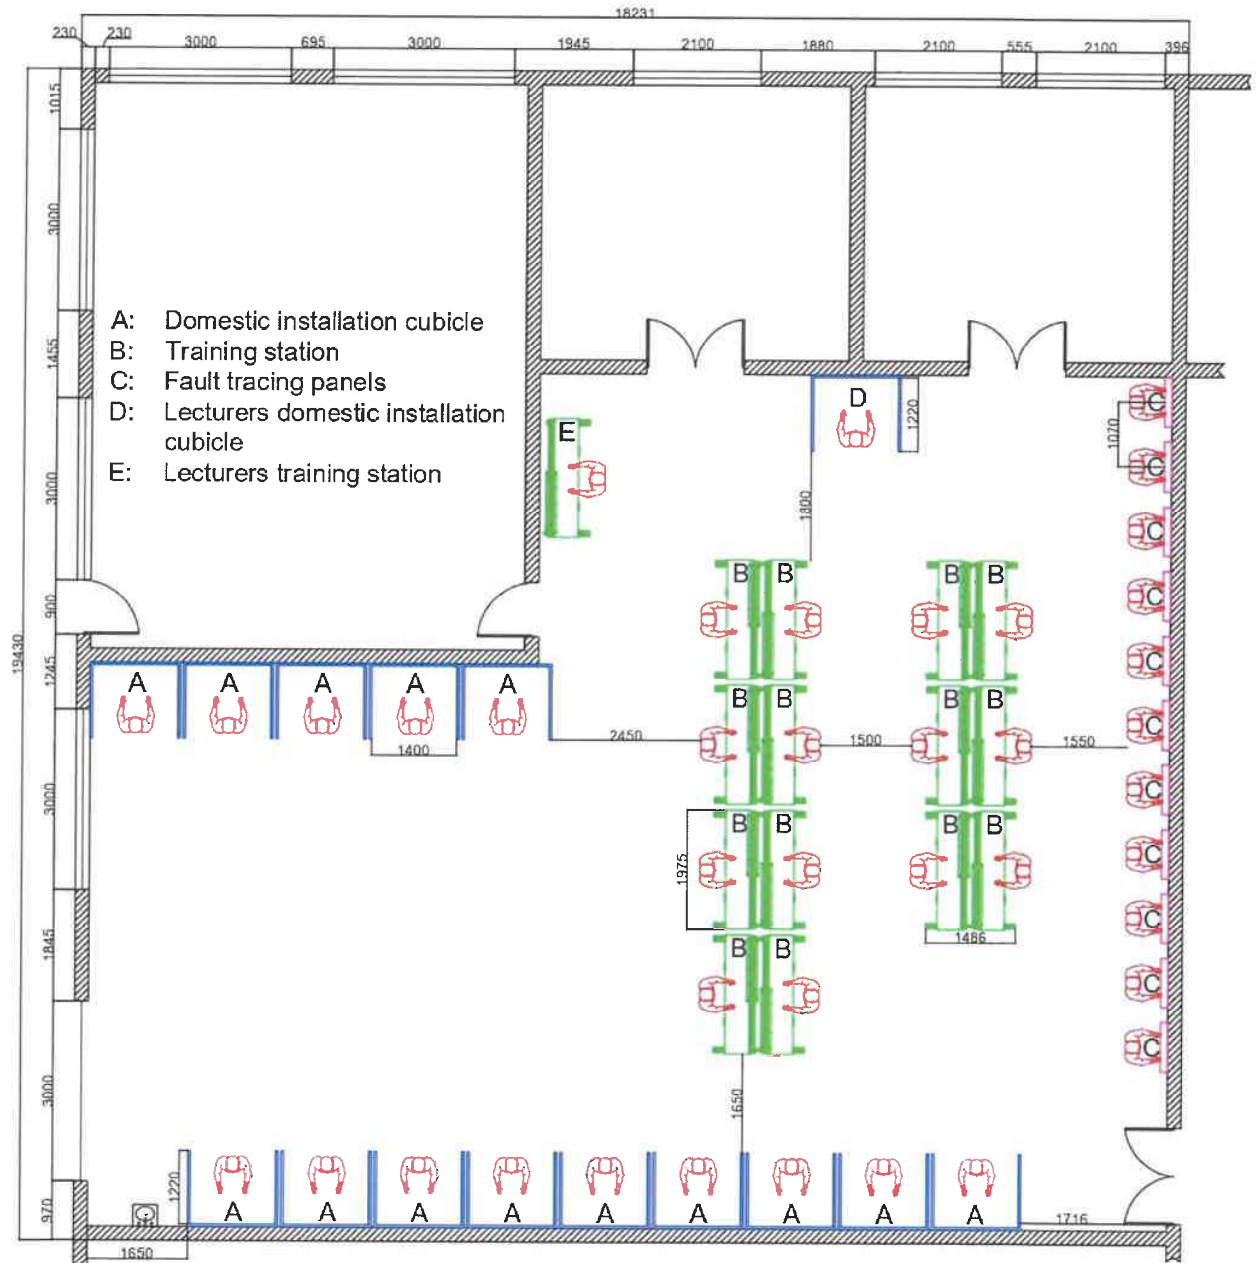 18231
230 230 3000 695 3000 1945 2100 1880 2100 555 2100 396
1015
3000
1455
3000
900
1245
3000
1845
3000
970
19430
A: Domestic installation cubicle
B: Training station
C: Fault tracing panels
D: Lecturers domestic installation
cubicle
E: Lecturers training station
D
1220
C
1070
C
E
1800
C
B B B B
C
C
A A A A A
B B B B
C
1400
2450
1500
1550
C
B B B B
1975
C
C
1486
B B
C
C
1650
1220
A A A A A A A A A
1716
1650